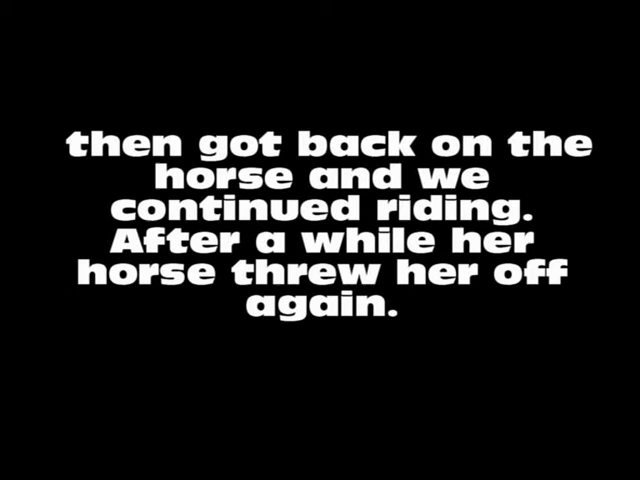 then got back on the
horse and we
continued riding.
After a while her
horse threw her off
again.